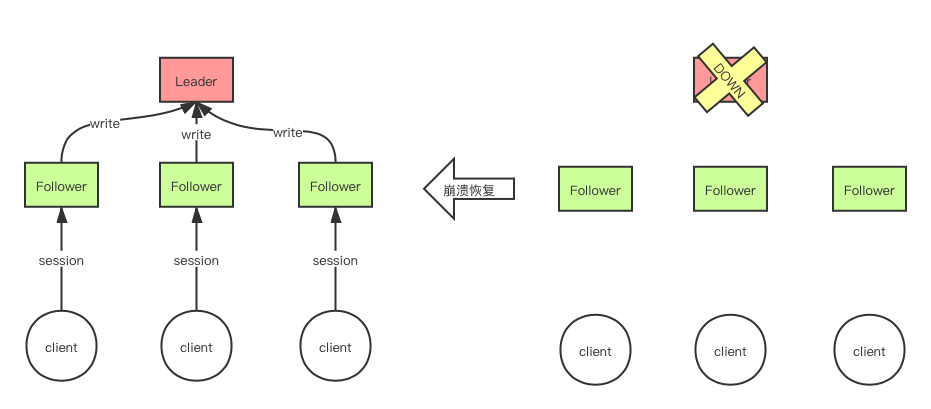 Leader
write
write
write
Follower
Follower
Follower
session
session
session
client
client
client
崩溃恢复
DOWN
Follower
Follower
Follower
client
client
client